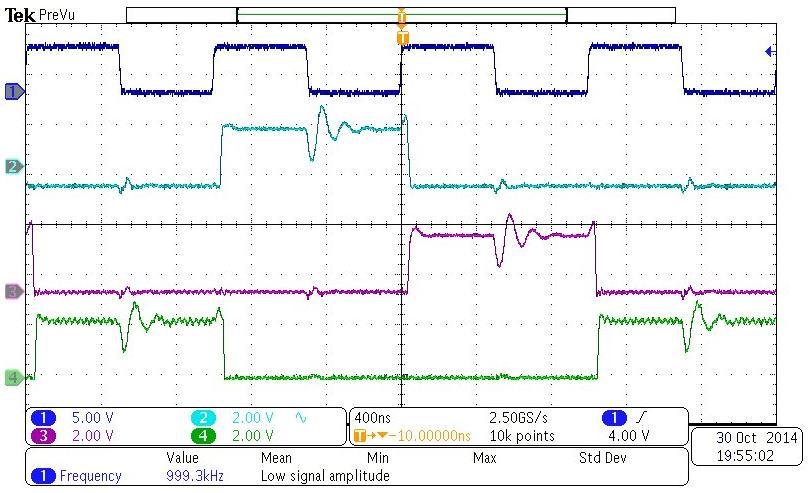 Tek PreVu
T
T
1
2
3
4
1 5.00 V 2 2.00 V
3 2.00 V 4 2.00 V
400ns 2.50GS/s 1
T→▼−10.00000ns 10k points 4.00 V
30 Oct 2014
19:55:02
Value Mean Min Max Std Dev
1 Frequency 999.3kHz Low signal amplitude